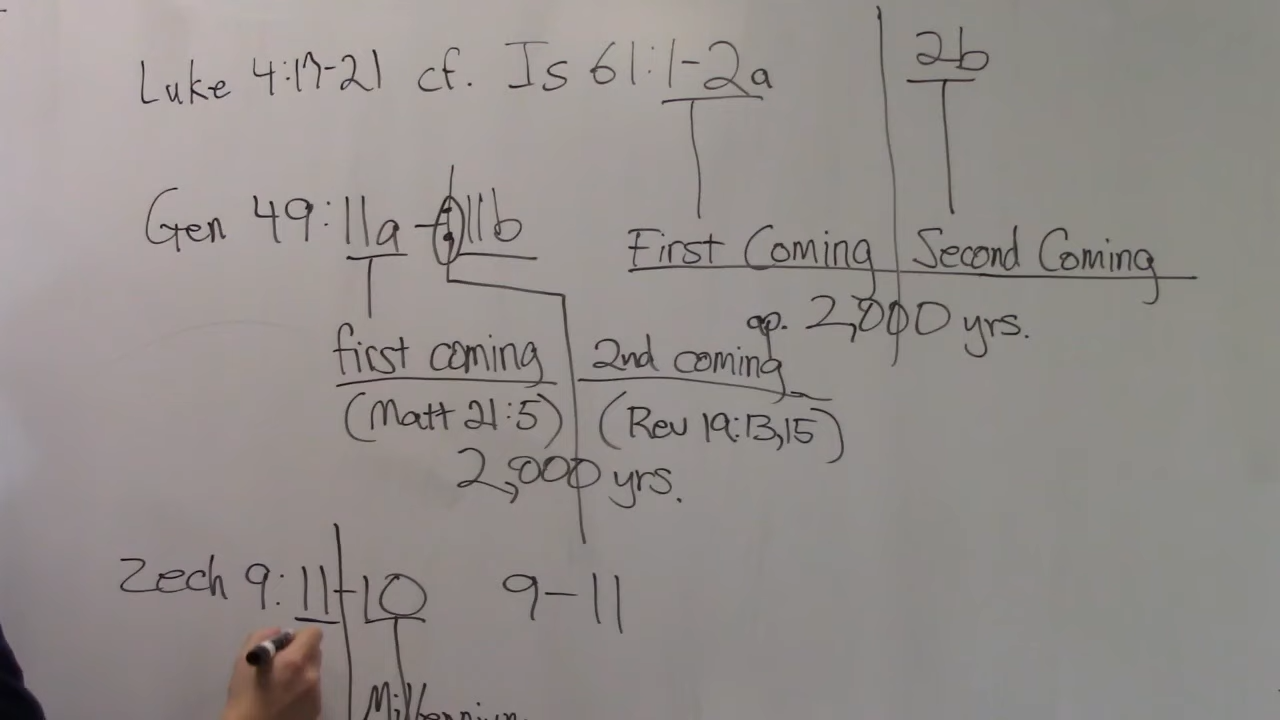 Luke 4:17-21 cf. Is 61:1-2a 2b
Gen 49:11a - 11b
First Coming Second Coming
ap. 2,000 yrs.
first coming 2nd coming
(Matt 21:5) (Rev 19:13,15)
2,000 yrs.
Zech 9:11-10 9-11
Millennium